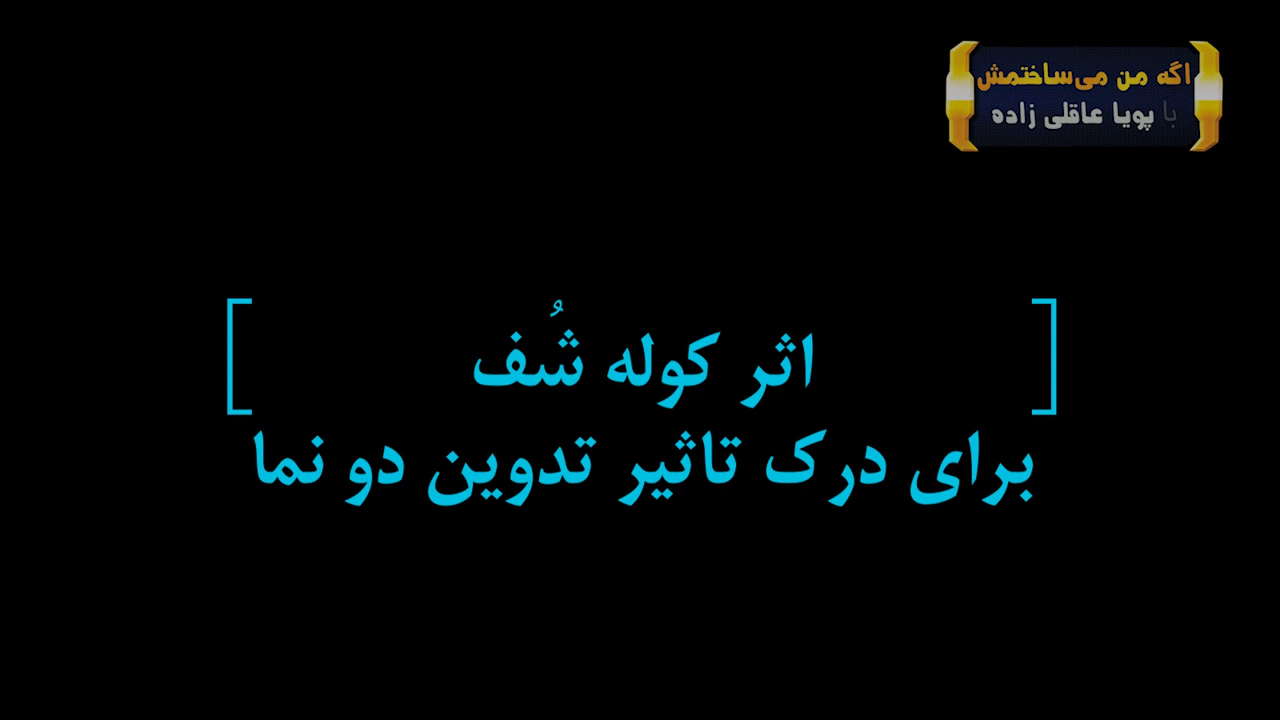 اگه من می‌ساختمش
با پویا عاقلی زاده
[اثر کوله شُف]
برای درک تاثیر تدوین دو نما